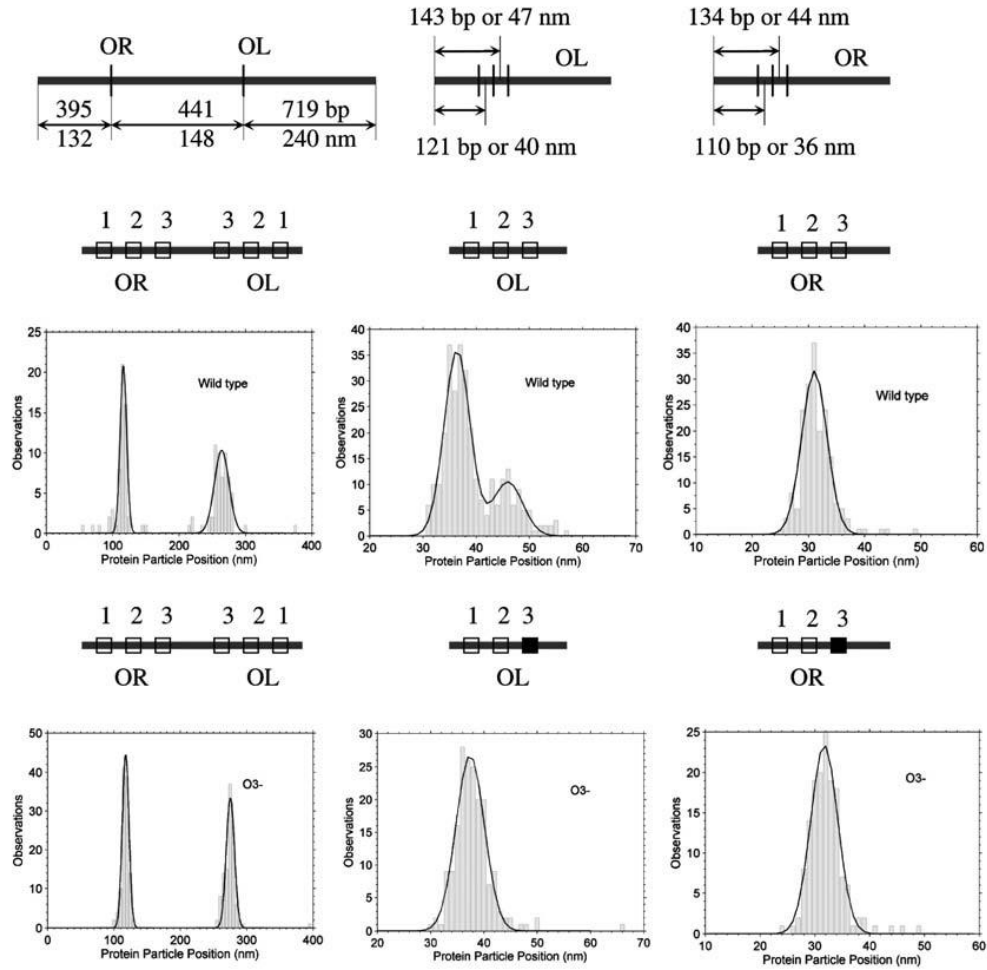 143 bp or 47 nm
134 bp or 44 nm
OR OL
OL
OR
395 441 719 bp
132 148 240 nm
121 bp or 40 nm
110 bp or 36 nm
1 2 3 3 2 1
OR OL
1 2 3
OL
1 2 3
OR
25
20
15
10
5
0
Observations
Wild type
0 100 200 300 400
Protein Particle Position (nm)
40
35
30
25
20
15
10
5
0
Observations
Wild type
20 30 40 50 60 70
Protein Particle Position (nm)
40
35
30
25
20
15
10
5
0
Observations
Wild type
10 20 30 40 50 60
Protein Particle Position (nm)
1 2 3 3 2 1
OR OL
1 2 3
OL
1 2 3
OR
50
40
30
20
10
0
Observations
O3-
0 100 200 300 400
Protein Particle Position (nm)
30
25
20
15
10
5
0
Observations
O3-
20 30 40 50 60 70
Protein Particle Position (nm)
25
20
15
10
5
0
Observations
O3-
10 20 30 40 50 60
Protein Particle Position (nm)